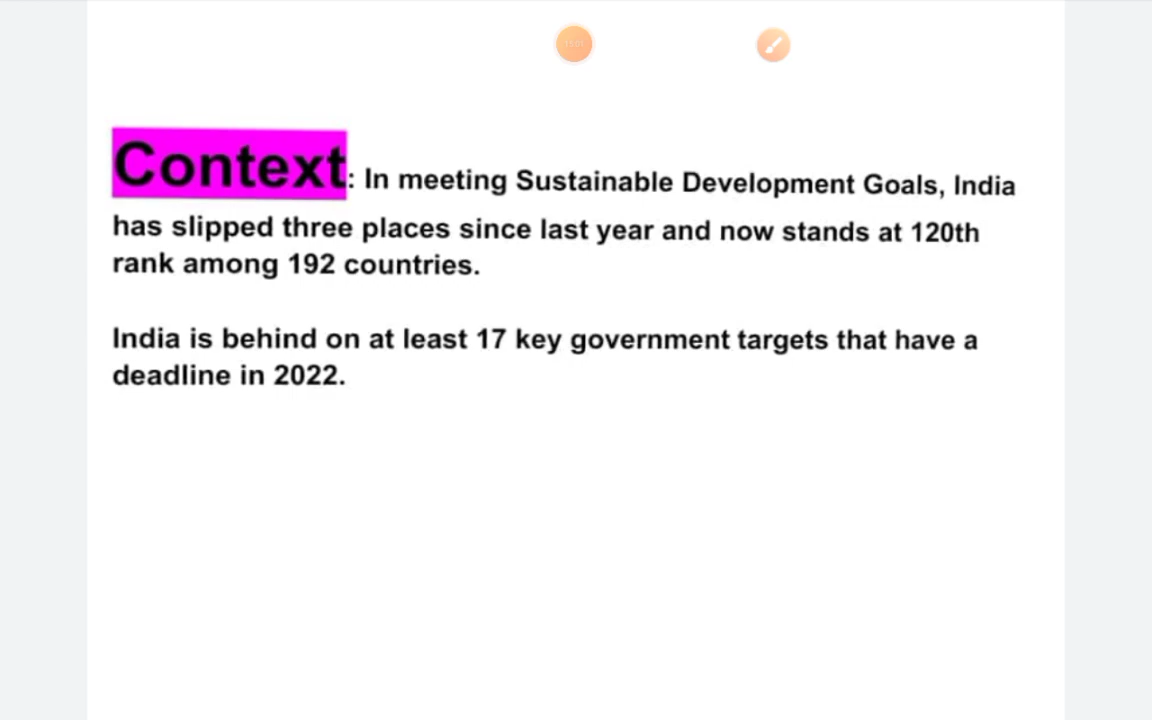 Context: In meeting Sustainable Development Goals, India
has slipped three places since last year and now stands at 120th
rank among 192 countries.
India is behind on at least 17 key government targets that have a
deadline in 2022.